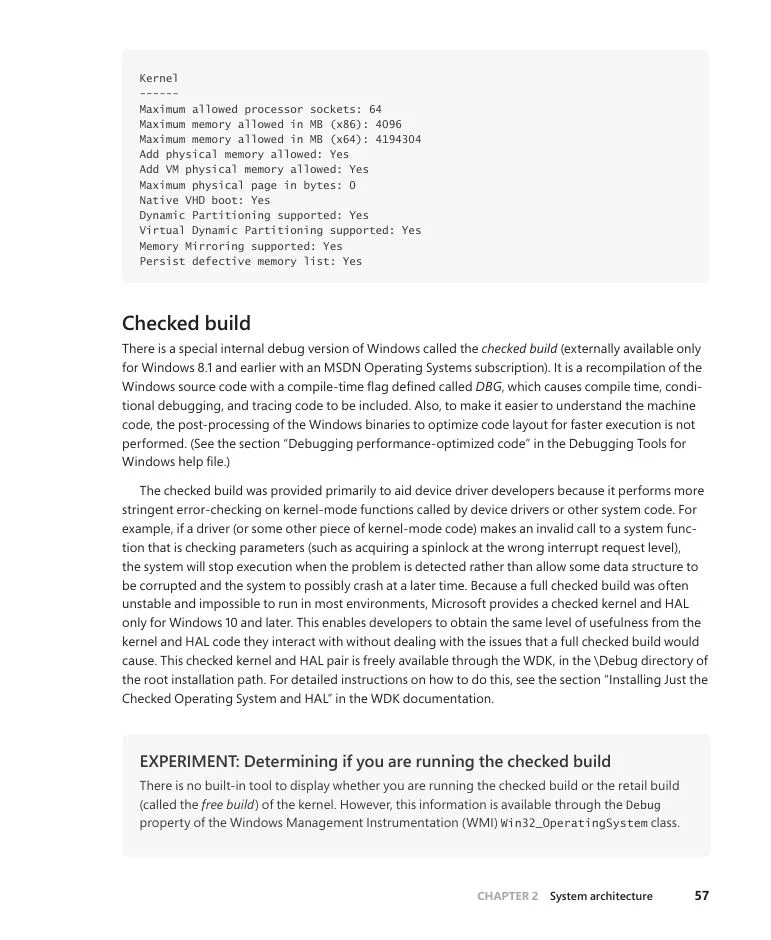 Kernel
------
Maximum allowed processor sockets: 64
Maximum memory allowed in MB (x86): 4096
Maximum memory allowed in MB (x64): 4194304
Add physical memory allowed: Yes
Add VM physical memory allowed: Yes
Maximum physical page in bytes: 0
Native VHD boot: Yes
Dynamic Partitioning supported: Yes
Virtual Dynamic Partitioning supported: Yes
Memory Mirroring supported: Yes
Persist defective memory list: Yes
Checked build
There is a special internal debug version of Windows called the checked build (externally available only
for Windows 8.1 and earlier with an MSDN Operating Systems subscription). It is a recompilation of the
Windows source code with a compile-time flag defined called DBG, which causes compile time, condi-
tional debugging, and tracing code to be included. Also, to make it easier to understand the machine
code, the post-processing of the Windows binaries to optimize code layout for faster execution is not
performed. (See the section “Debugging performance-optimized code” in the Debugging Tools for
Windows help file.)
The checked build was provided primarily to aid device driver developers because it performs more
stringent error-checking on kernel-mode functions called by device drivers or other system code. For
example, if a driver (or some other piece of kernel-mode code) makes an invalid call to a system func-
tion that is checking parameters (such as acquiring a spinlock at the wrong interrupt request level),
the system will stop execution when the problem is detected rather than allow some data structure to
be corrupted and the system to possibly crash at a later time. Because a full checked build was often
unstable and impossible to run in most environments, Microsoft provides a checked kernel and HAL
only for Windows 10 and later. This enables developers to obtain the same level of usefulness from the
kernel and HAL code they interact with without dealing with the issues that a full checked build would
cause. This checked kernel and HAL pair is freely available through the WDK, in the \Debug directory of
the root installation path. For detailed instructions on how to do this, see the section “Installing Just the
Checked Operating System and HAL” in the WDK documentation.
EXPERIMENT: Determining if you are running the checked build
There is no built-in tool to display whether you are running the checked build or the retail build
(called the free build) of the kernel. However, this information is available through the Debug
property of the Windows Management Instrumentation (WMI) Win32_OperatingSystem class.
CHAPTER 2 System architecture 57